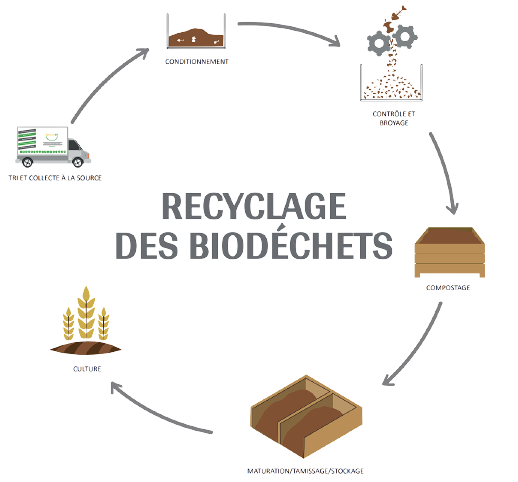 CONDITIONNEMENT
CONTRÔLE ET
BROYAGE
TRI ET COLLECTE À LA SOURCE
RECYCLAGE
DES BIODÉCHETS
COMPOSTAGE
CULTURE
MATURATION/TAMISSAGE/STOCKAGE